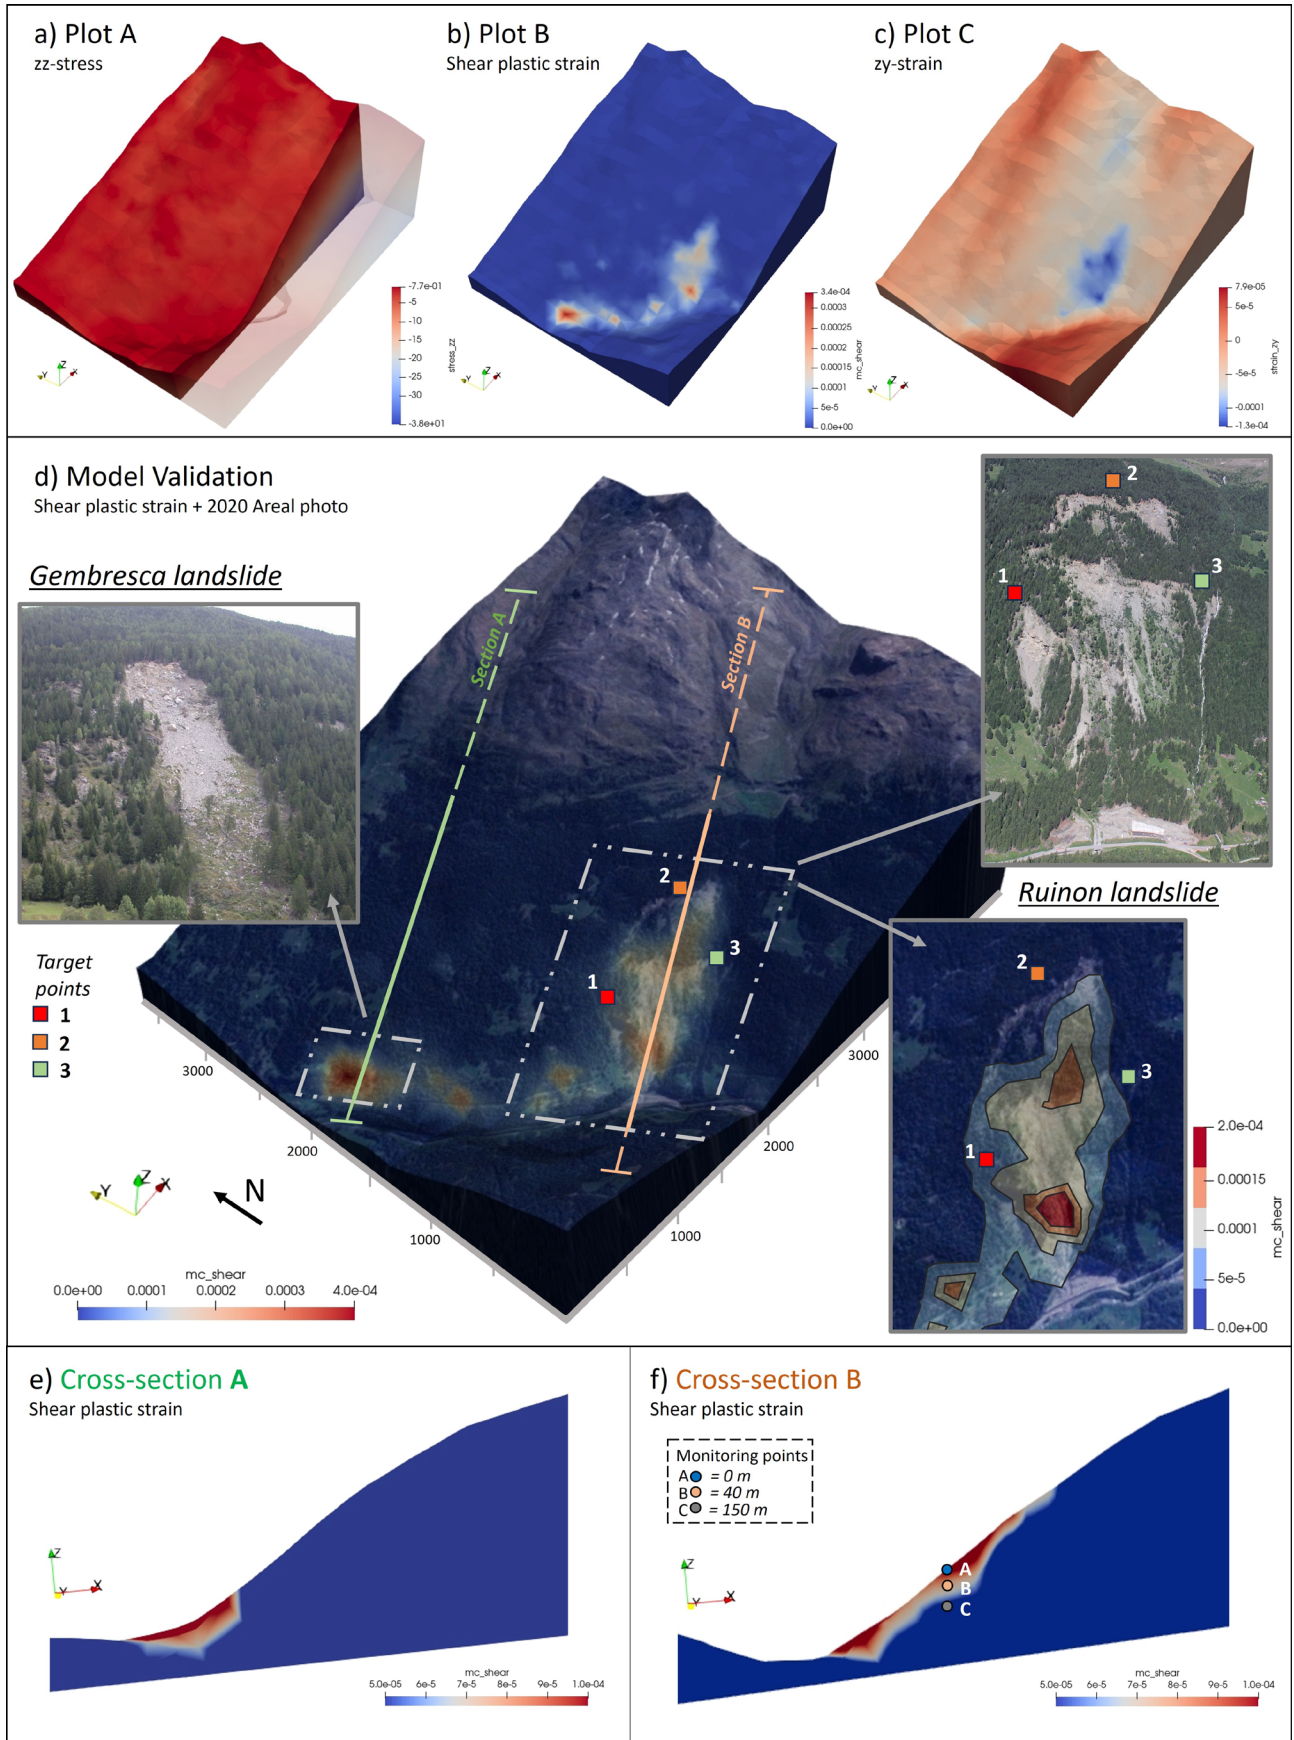 a) Plot A
zz-stress
-7.7e-01
-5
-10
-15
-20
-25
-30
-3.8e+01
stress_zz
Z
Y
X
b) Plot B
Shear plastic strain
3.4e-04
0.0003
0.00025
0.0002
0.00015
0.0001
5e-5
0.0e+00
mc_shear
Z
Y
X
c) Plot C
zy-strain
7.9e-05
5e-5
0
-5e-5
-0.0001
-1.3e-04
strain_zy
Z
Y
X
d) Model Validation
Shear plastic strain + 2020 Areal photo
Gembresca landslide
Section A
Section B
2
1
3
Ruinon landslide
2
3
1
Target
points
1
2
3
3000
2000
1000
1000
2000
3000
Y
Z
X
N
mc_shear
0.0e+00
0.0001
0.0002
0.0003
4.0e-04
2
3
1
2.0e-04
0.00015
0.0001
5e-5
0.0e+00
mc_shear
e) Cross-section A
Shear plastic strain
Z
Y
X
mc_shear
5.0e-05
6e-5
7e-5
8e-5
9e-5
1.0e-04
f) Cross-section B
Shear plastic strain
Monitoring points
A = 0 m
B = 40 m
C = 150 m
Z
Y
X
A
B
C
mc_shear
5.0e-05
6e-5
7e-5
8e-5
9e-5
1.0e-04